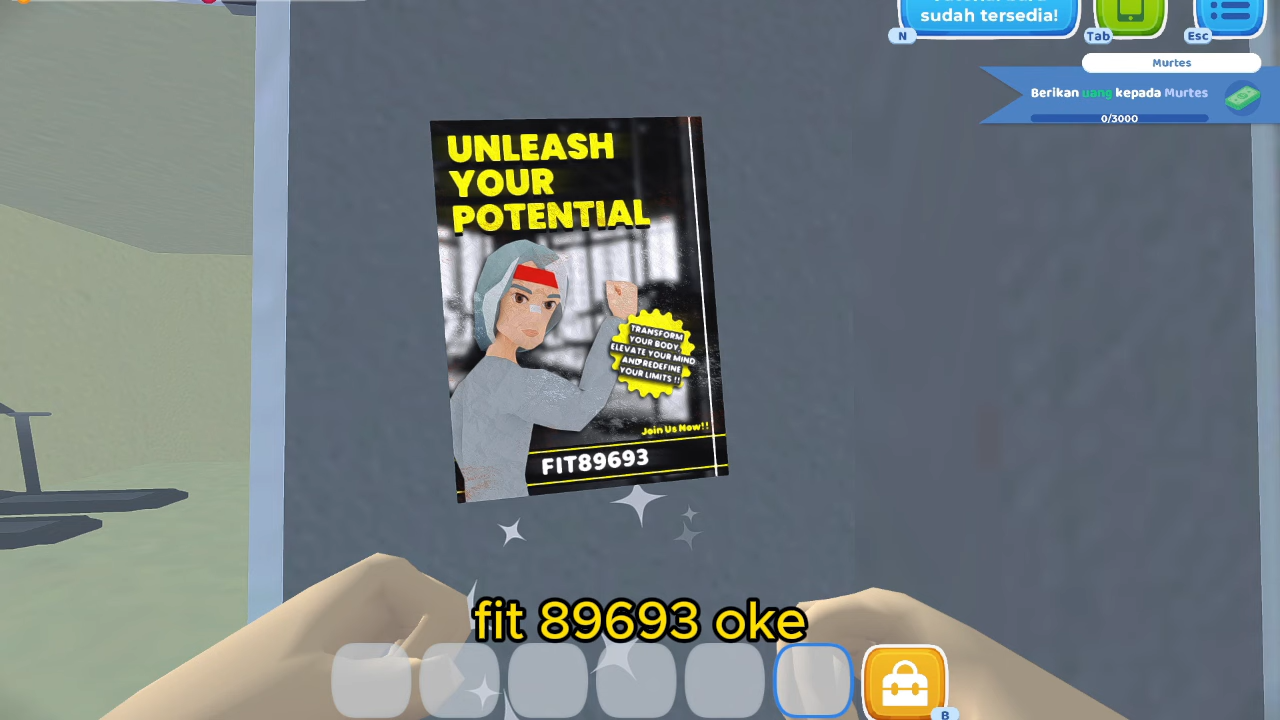 sudah tersedia!
N
Tab
Esc
Murtes
Berikan uang kepada Murtes
0/3000
UNLEASH
YOUR
POTENTIAL
TRANSFORM
YOUR BODY,
ELEVATE YOUR MIND
AND REDEFINE
YOUR LIMITS !!
Join Us Now!!
FIT89693
fit 89693 oke
B